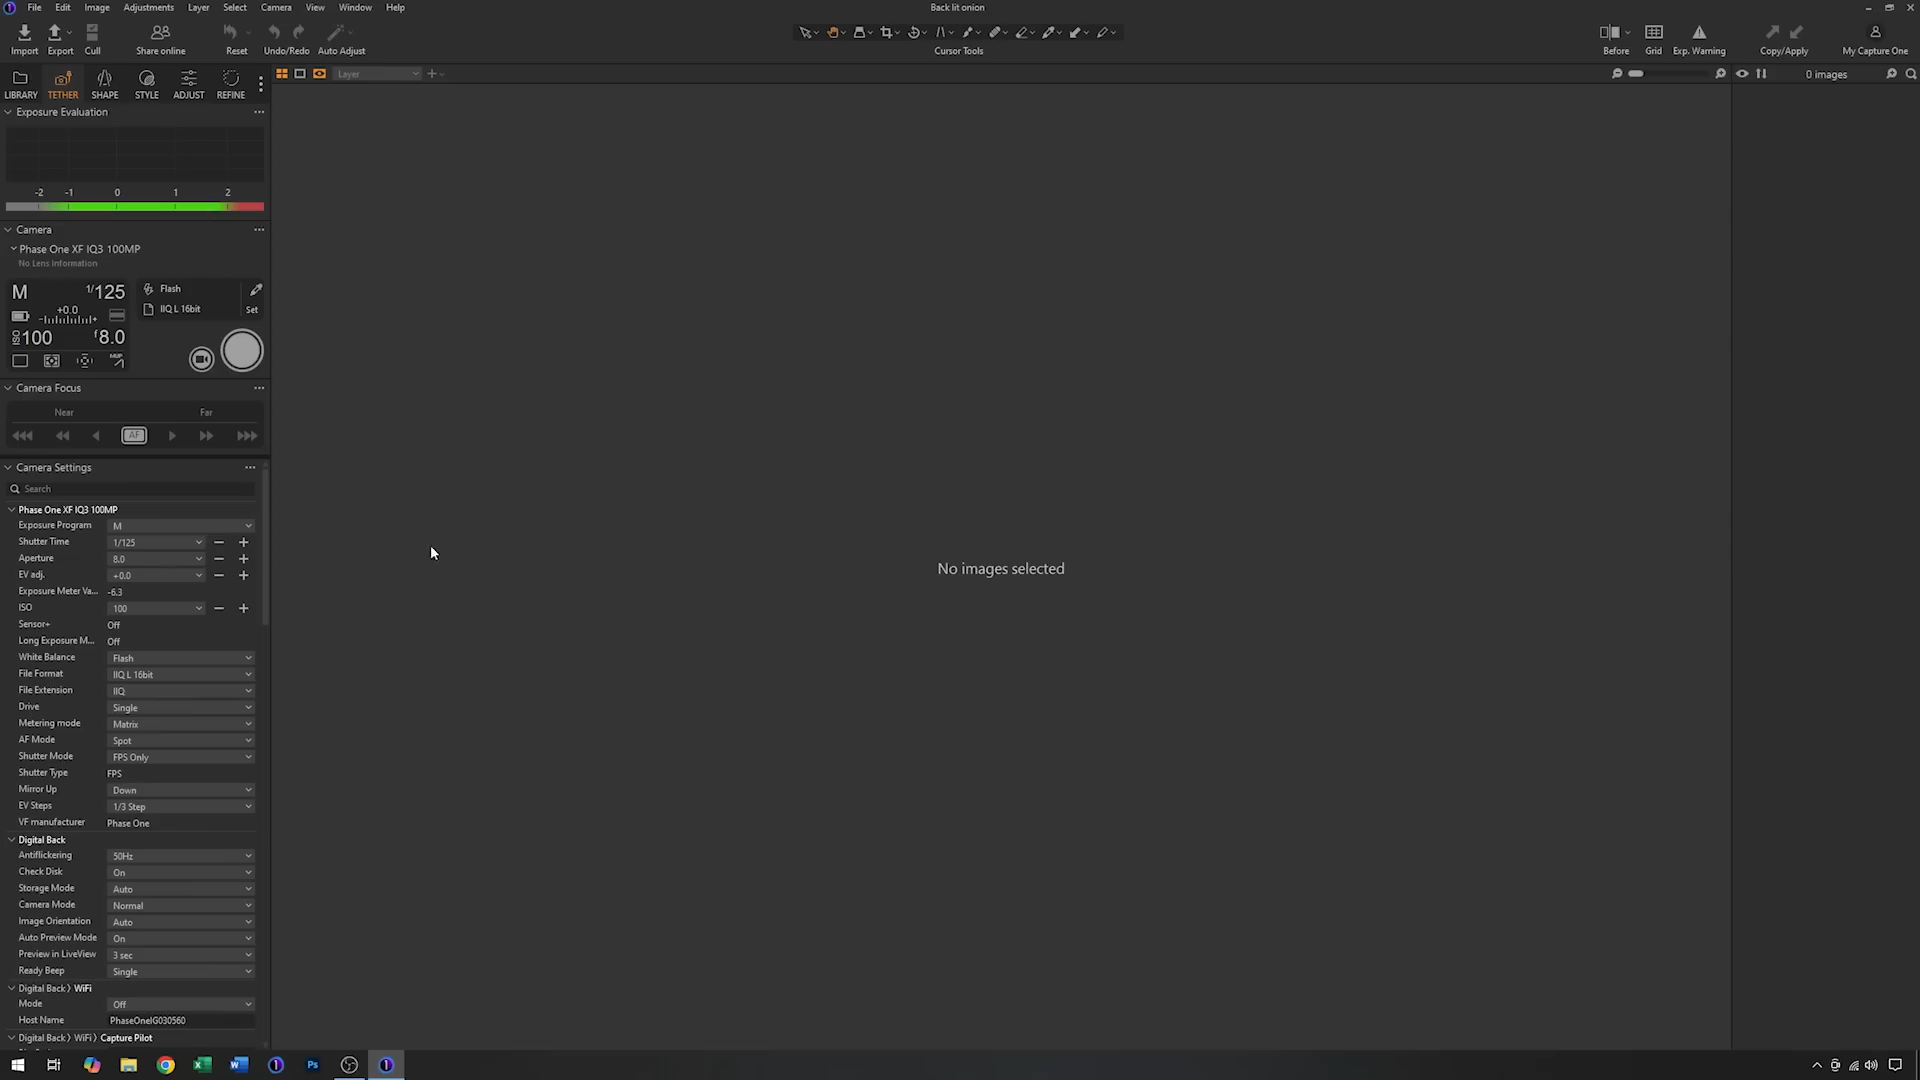 File Edit Image Adjustments Layer Select Camera View Window Help
Back lit onion
Import Export Cull Share online Reset Undo/Redo Auto Adjust
Cursor Tools
Before Grid Exp. Warning Copy/Apply My Capture One
LIBRARY TETHER SHAPE STYLE ADJUST REFINE
Layer
0 images
Exposure Evaluation
-2 -1 0 1 2
Camera
Phase One XF IQ3 100MP
No Lens Information
M 1/125
Flash
+0.0
IIQ L 16bit
Set
ISO 100 f8.0
MUP
Camera Focus
Near Far
AF
Camera Settings
Search
Phase One XF IQ3 100MP
Exposure Program M
Shutter Time 1/125
Aperture 8.0
EV adj. +0.0
Exposure Meter Va... -6.3
ISO 100
Sensor+ Off
Long Exposure M... Off
White Balance Flash
File Format IIQ L 16bit
File Extension IIQ
Drive Single
Metering mode Matrix
AF Mode Spot
Shutter Mode FPS Only
Shutter Type FPS
Mirror Up Down
EV Steps 1/3 Step
VF manufacturer Phase One
Digital Back
Antiflickering 50Hz
Check Disk On
Storage Mode Auto
Camera Mode Normal
Image Orientation Auto
Auto Preview Mode On
Preview in LiveView 3 sec
Ready Beep Single
Digital Back > WiFi
Mode Off
Host Name PhaseOneIG030560
Digital Back > WiFi > Capture Pilot
No images selected
Ps